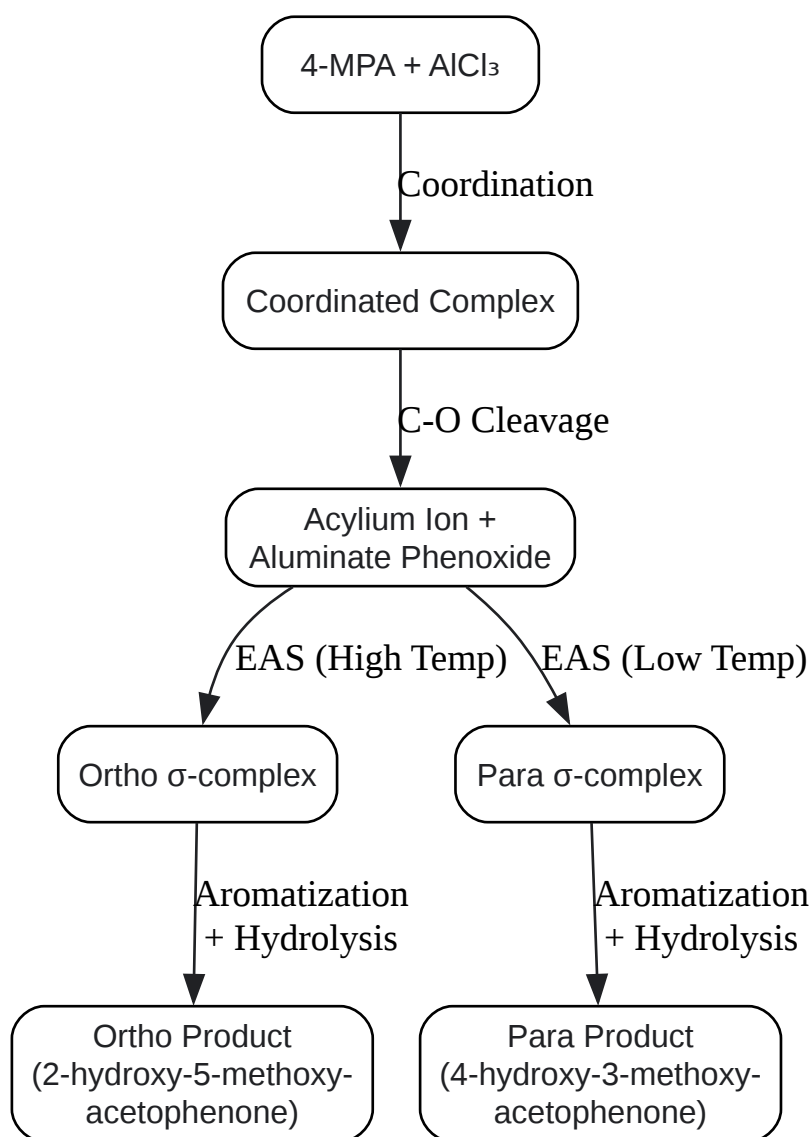 4-MPA + AlCl₃
Coordination
Coordinated Complex
C-O Cleavage
Acylium Ion +
Aluminate Phenoxide
EAS (High Temp)
EAS (Low Temp)
Ortho σ-complex
Para σ-complex
Aromatization
+ Hydrolysis
Aromatization
+ Hydrolysis
Ortho Product
(2-hydroxy-5-methoxy-
acetophenone)
Para Product
(4-hydroxy-3-methoxy-
acetophenone)